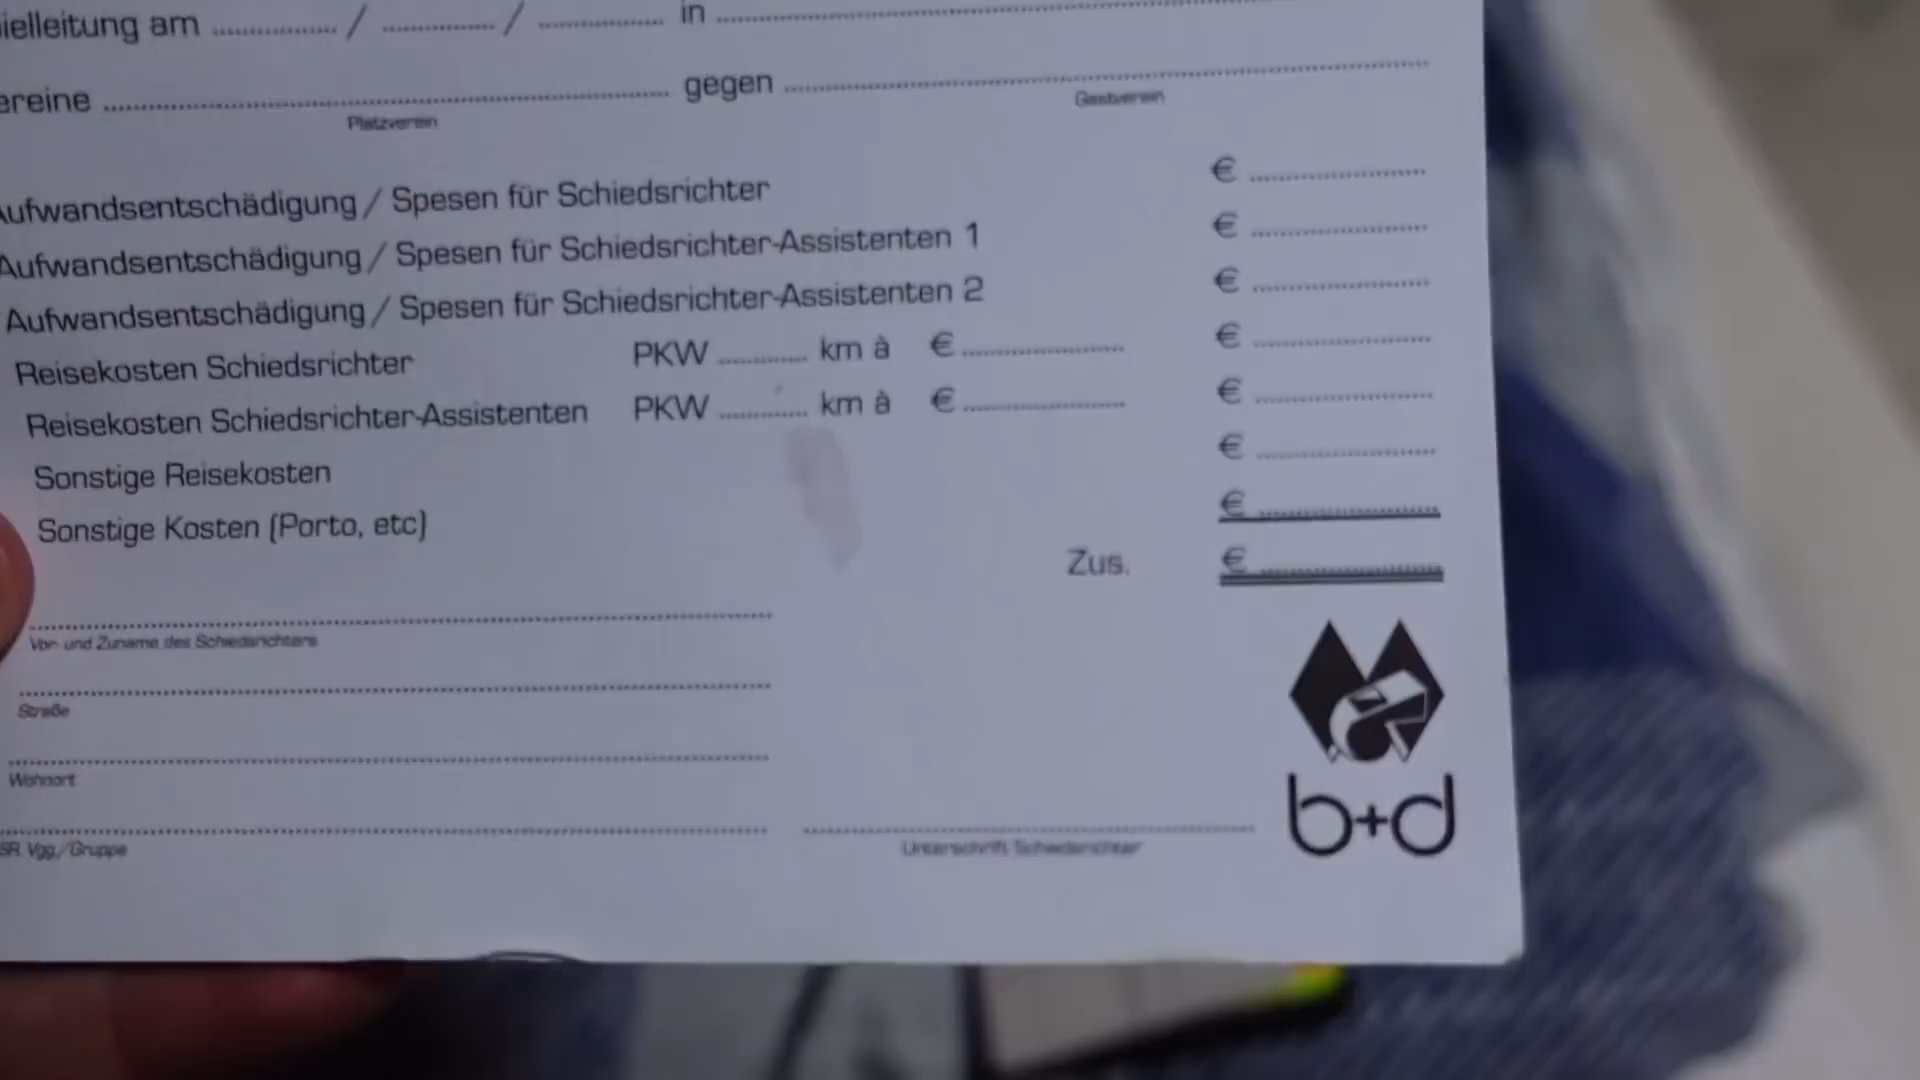 ielleitung am ............... / ............... / ............... in ...............
ereine ............... gegen ...............
Platzverein Gastverein
Aufwandsentschädigung / Spesen für Schiedsrichter € ...............
Aufwandsentschädigung / Spesen für Schiedsrichter-Assistenten 1 € ...............
Aufwandsentschädigung / Spesen für Schiedsrichter-Assistenten 2 € ...............
Reisekosten Schiedsrichter PKW ............ km à € ............... € ...............
Reisekosten Schiedsrichter-Assistenten PKW ............ km à € ............... € ...............
Sonstige Reisekosten € ...............
Sonstige Kosten (Porto, etc) € ...............
Zus. € ...............
Vor- und Zuname des Schiedsrichters
Straße
Wohnort
SR. Vgg./Gruppe Unterschrift Schiedsrichter
b+d